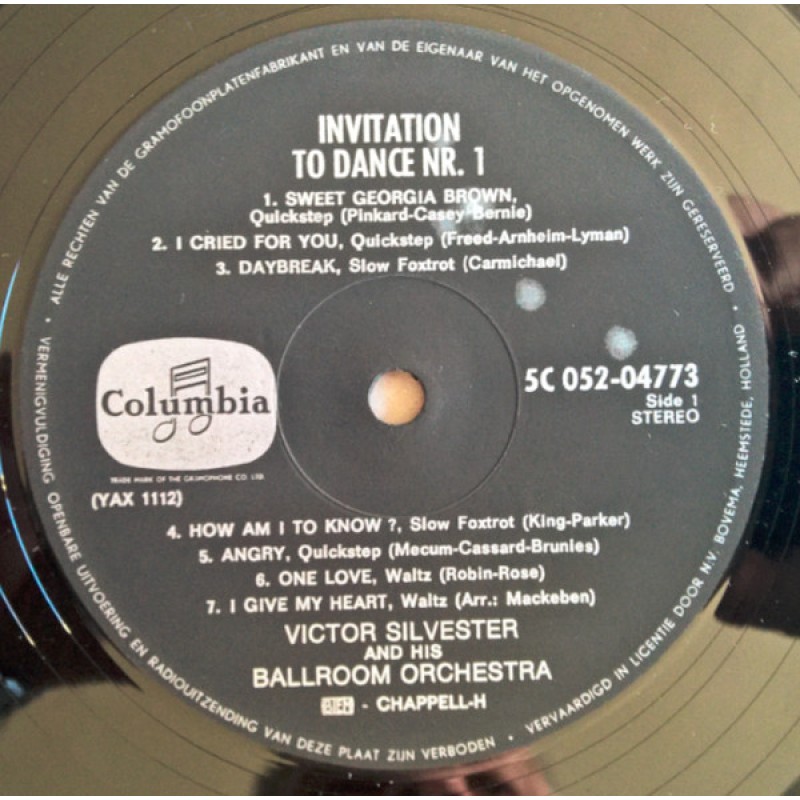 ALLE RECHTEN VAN DE GRAMOFOONPLATENFABRIKANT EN VAN DE EIGENAAR VAN HET OPGENOMEN WERK ZIJN GERESERVEERD
INVITATION
TO DANCE NR. 1
1. SWEET GEORGIA BROWN,
Quickstep (Pinkard-Casey-Bernie)
2. I CRIED FOR YOU, Quickstep (Freed-Arnheim-Lyman)
3. DAYBREAK, Slow Foxtrot (Carmichael)
Columbia
TRADE MARK OF THE GRAMOPHONE CO. LTD.
(YAX 1112)
5C 052-04773
Side 1
STEREO
4. HOW AM I TO KNOW ?, Slow Foxtrot (King-Parker)
5. ANGRY, Quickstep (Mecum-Cassard-Brunies)
6. ONE LOVE, Waltz (Robin-Rose)
7. I GIVE MY HEART, Waltz (Arr.: Mackeben)
VICTOR SILVESTER
AND HIS
BALLROOM ORCHESTRA
BIEM - CHAPPELL-H
· VERMENIGVULDIGING OPENBARE UITVOERING EN RADIOUITZENDING VAN DEZE PLAAT ZIJN VERBODEN ·
VERVAARDIGD IN LICENTIE DOOR N.V. BOVEMA, HEEMSTEDE, HOLLAND ·